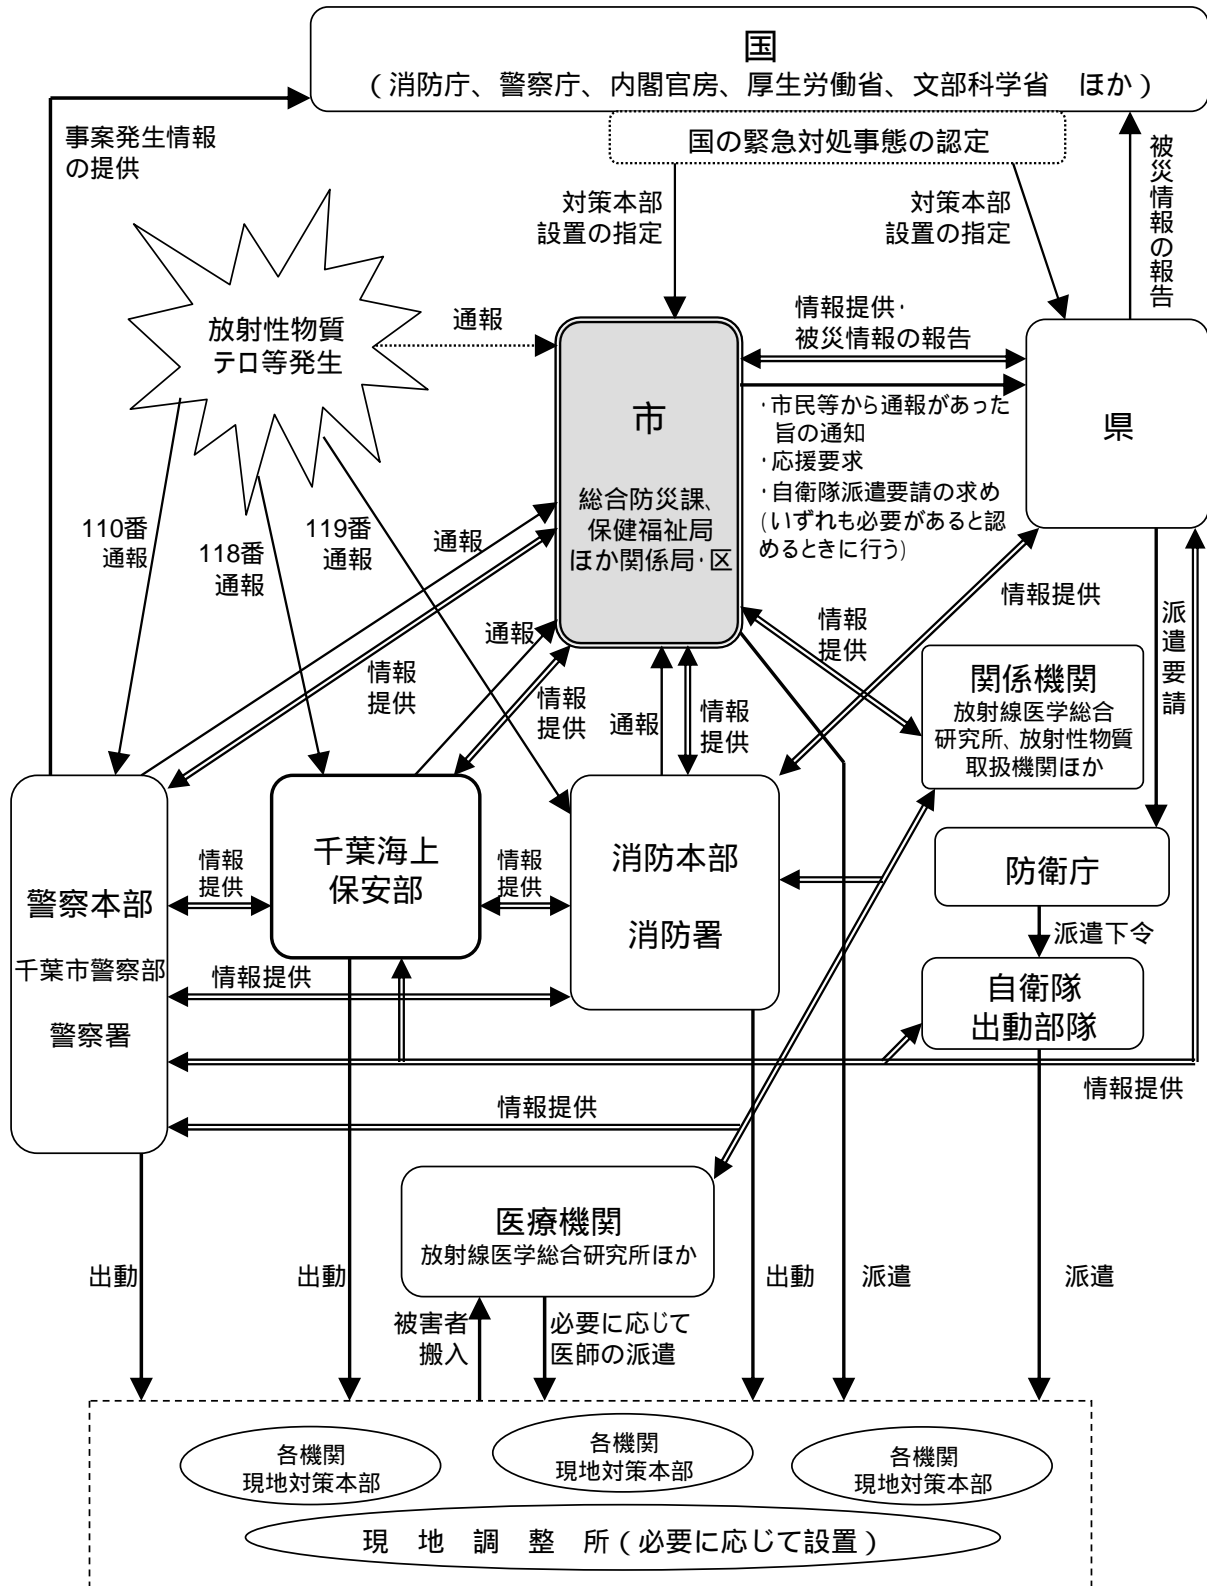 国
（消防庁、警察庁、内閣官房、厚生労働省、文部科学省　ほか）
国の緊急対処事態の認定
事案発生情報
の提供
対策本部
設置の指定
対策本部
設置の指定
被災情報の報告
放射性物質
テロ等発生
通報
情報提供・
被災情報の報告
市
総合防災課、
保健福祉局
ほか関係局・区
・市民等から通報があった
旨の通知
・応援要求
・自衛隊派遣要請の求め
（いずれも必要があると認
めるときに行う）
県
110番
通報
118番
通報
119番
通報
通報
通報
情報
提供
情報
提供
通報
情報
提供
情報
提供
情報提供
派遣要請
関係機関
放射線医学総合
研究所、放射性物質
取扱機関ほか
警察本部
千葉市警察部
警察署
情報
提供
千葉海上
保安部
情報
提供
消防本部
消防署
防衛庁
派遣下令
自衛隊
出動部隊
情報提供
情報提供
情報提供
医療機関
放射線医学総合研究所ほか
出動
出動
被害者
搬入
必要に応じて
医師の派遣
出動
派遣
派遣
各機関
現地対策本部
各機関
現地対策本部
各機関
現地対策本部
現　地　調　整　所（必要に応じて設置）